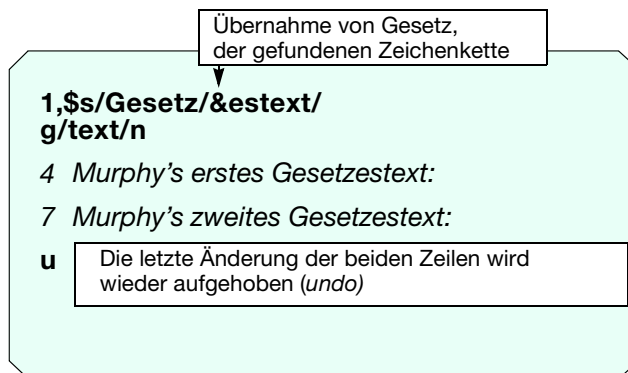 Übernahme von Gesetz,
der gefundenen Zeichenkette
1,$s/Gesetz/&estext/
g/text/n
4 Murphy's erstes Gesetzestext:
7 Murphy's zweites Gesetzestext:
u Die letzte Änderung der beiden Zeilen wird
wieder aufgehoben (undo)